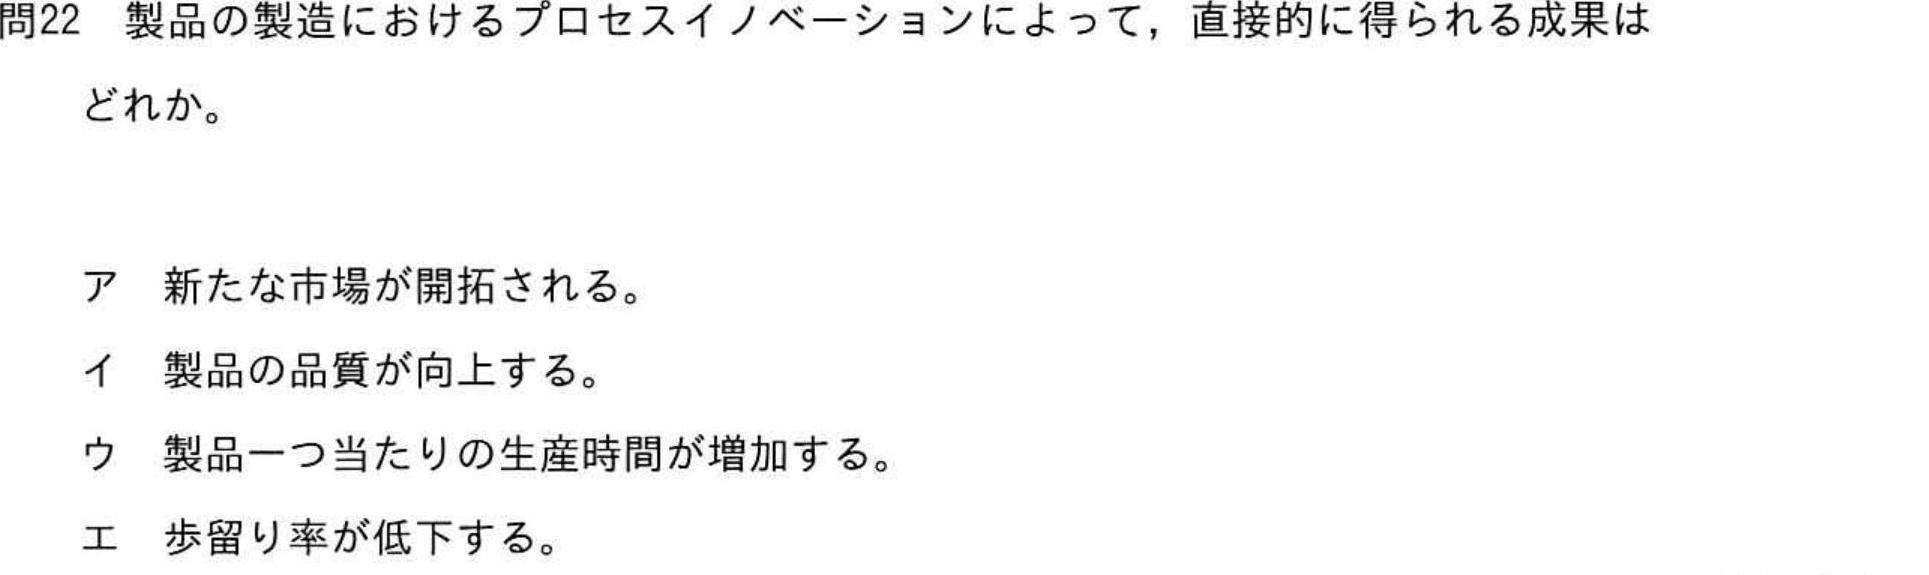 問22　製品の製造におけるプロセスイノベーションによって，直接的に得られる成果は
どれか。
ア　新たな市場が開拓される。
イ　製品の品質が向上する。
ウ　製品一つ当たりの生産時間が増加する。
エ　歩留り率が低下する。